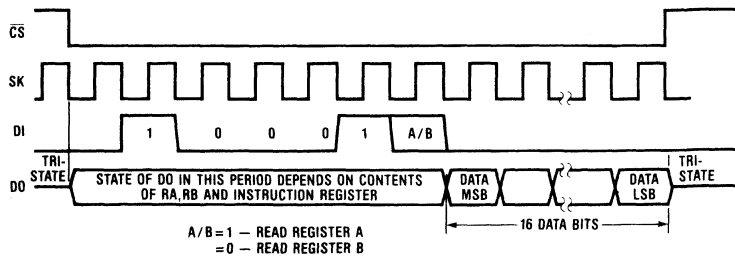 CS
SK
DI
1 0 0 0 1 A/B
TRI-
STATE
DO
STATE OF DO IN THIS PERIOD DEPENDS ON CONTENTS
OF RA,RB AND INSTRUCTION REGISTER
DATA
MSB
DATA
LSB
TRI-
STATE
16 DATA BITS
A/B=1 — READ REGISTER A
=0 - READ REGISTER B